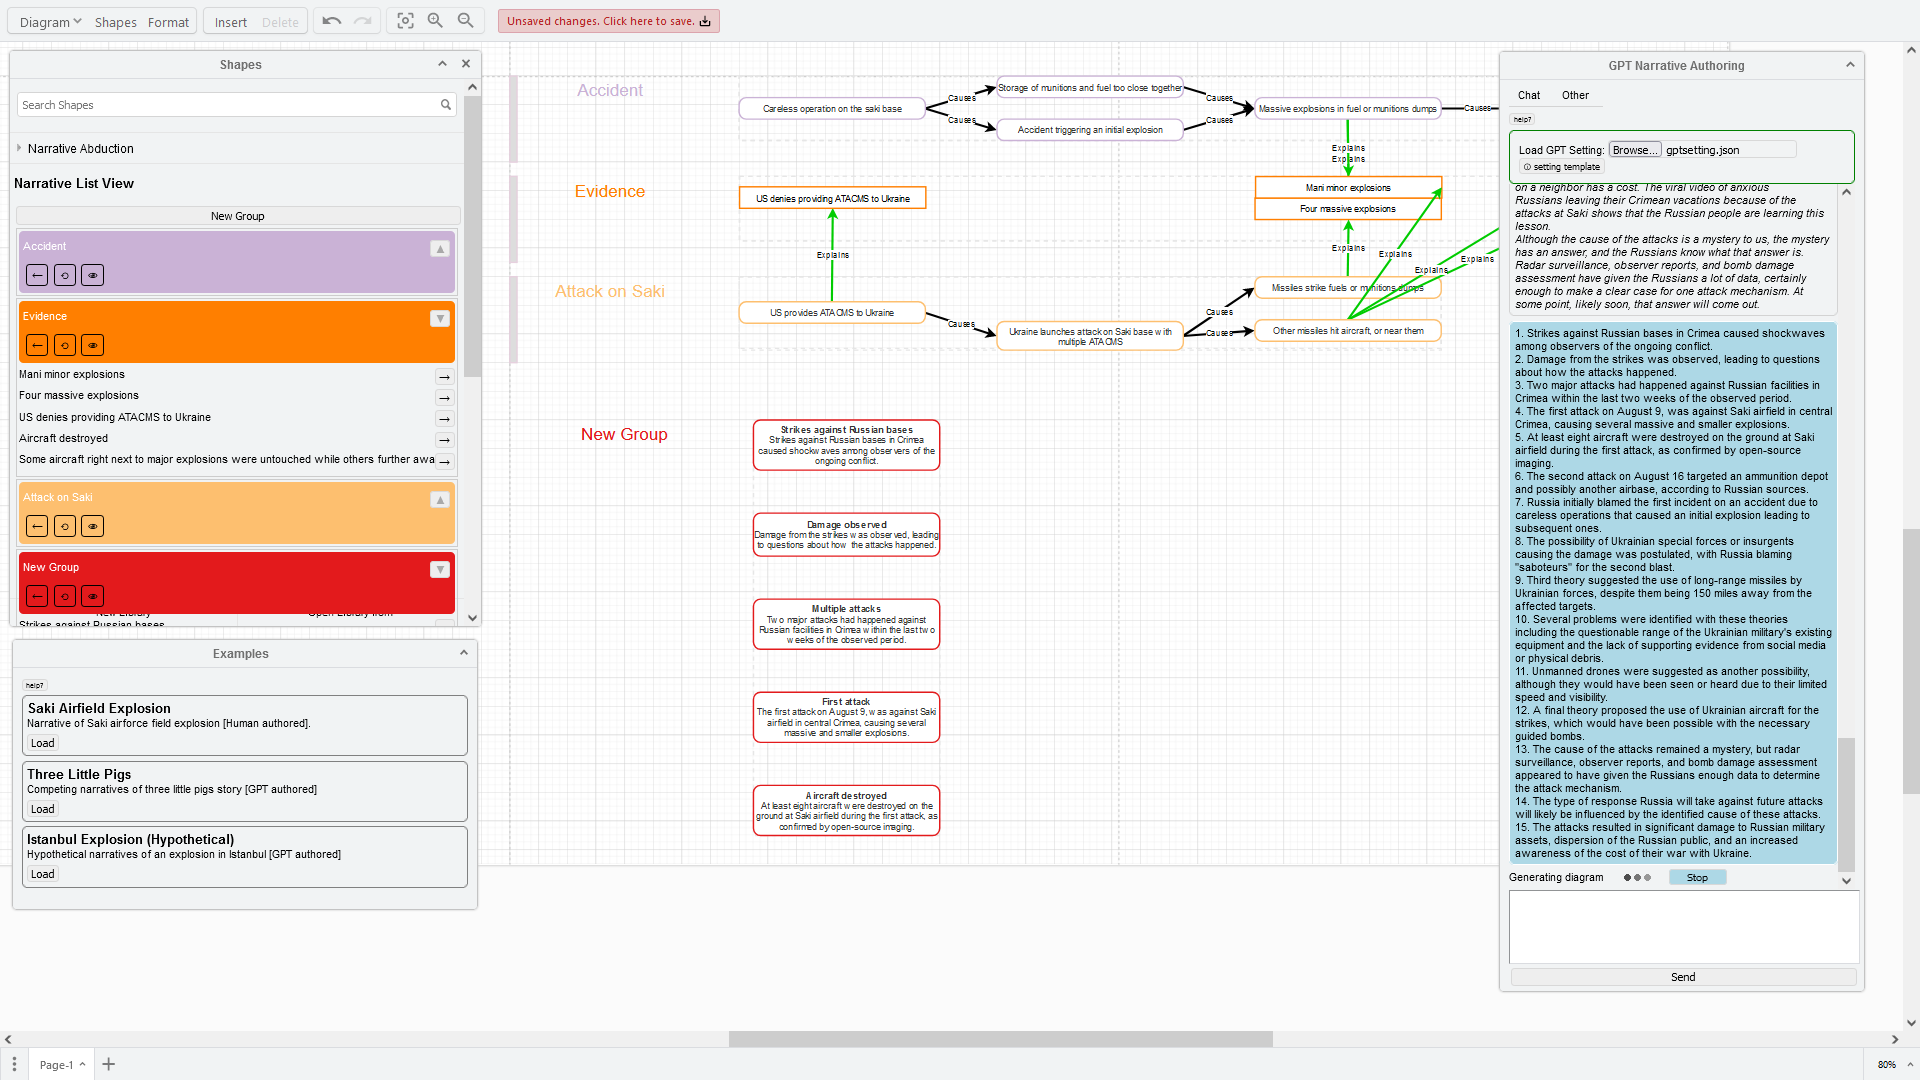 Diagram
Shapes
Format
Insert
Delete
Unsaved changes. Click here to save.
Shapes
Search Shapes
Narrative Abduction
Narrative List View
New Group
Accident
Evidence
Mani minor explosions
Four massive explosions
US denies providing ATACMS to Ukraine
Aircraft destroyed
Some aircraft right next to major explosions were untouched while others further awa
Attack on Saki
New Group
Strikes against Russian bases
Examples
help?
Saki Airfield Explosion
Narrative of Saki airforce field explosion [Human authored].
Load
Three Little Pigs
Competing narratives of three little pigs story [GPT authored]
Load
Istanbul Explosion (Hypothetical)
Hypothetical narratives of an explosion in Istanbul [GPT authored]
Load
Accident
Careless operation on the saki base
Causes
Causes
Storage of munitions and fuel too close together
Accident triggering an initial explosion
Causes
Causes
Massive explosions in fuel or munitions dumps
Causes
Explains
Explains
Evidence
US denies providing ATACMS to Ukraine
Mani minor explosions
Four massive explosions
Explains
Explains
Explains
Explains
Explains
Attack on Saki
US provides ATACMS to Ukraine
Causes
Ukraine launches attack on Saki base with
multiple ATACMS
Causes
Causes
Missiles strike fuels or munitions dumps
Other missiles hit aircraft, or near them
New Group
Strikes against Russian bases
Strikes against Russian bases in Crimea
caused shockwaves among observers of the
ongoing conflict.
Damage observed
Damage from the strikes was observed, leading
to questions about how the attacks happened.
Multiple attacks
Two major attacks had happened against
Russian facilities in Crimea within the last two
weeks of the observed period.
First attack
The first attack on August 9, was against Saki
airfield in central Crimea, causing several
massive and smaller explosions.
Aircraft destroyed
At least eight aircraft were destroyed on the
ground at Saki airfield during the first attack, as
confirmed by open-source imaging.
GPT Narrative Authoring
Chat
Other
help?
Load GPT Setting: Browse... gptsetting.json
setting template
on a neighbor has a cost. The viral video of anxious
Russians leaving their Crimean vacations because of the
attacks at Saki shows that the Russian people are learning this
lesson.
Although the cause of the attacks is a mystery to us, the mystery
has an answer, and the Russians know what that answer is.
Radar surveillance, observer reports, and bomb damage
assessment have given the Russians a lot of data, certainly
enough to make a clear case for one attack mechanism. At
some point, likely soon, that answer will come out.
1. Strikes against Russian bases in Crimea caused shockwaves
among observers of the ongoing conflict.
2. Damage from the strikes was observed, leading to questions
about how the attacks happened.
3. Two major attacks had happened against Russian facilities in
Crimea within the last two weeks of the observed period.
4. The first attack on August 9, was against Saki airfield in central
Crimea, causing several massive and smaller explosions.
5. At least eight aircraft were destroyed on the ground at Saki
airfield during the first attack, as confirmed by open-source
imaging.
6. The second attack on August 16 targeted an ammunition depot
and possibly another airbase, according to Russian sources.
7. Russia initially blamed the first incident on an accident due to
careless operations that caused an initial explosion leading to
subsequent ones.
8. The possibility of Ukrainian special forces or insurgents
causing the damage was postulated, with Russia blaming
"saboteurs" for the second blast.
9. Third theory suggested the use of long-range missiles by
Ukrainian forces, despite them being 150 miles away from the
affected targets.
10. Several problems were identified with these theories
including the questionable range of the Ukrainian military's existing
equipment and the lack of supporting evidence from social media
or physical debris.
11. Unmanned drones were suggested as another possibility,
although they would have been seen or heard due to their limited
speed and visibility.
12. A final theory proposed the use of Ukrainian aircraft for the
strikes, which would have been possible with the necessary
guided bombs.
13. The cause of the attacks remained a mystery, but radar
surveillance, observer reports, and bomb damage assessment
appeared to have given the Russians enough data to determine
the attack mechanism.
14. The type of response Russia will take against future attacks
will likely be influenced by the identified cause of these attacks.
15. The attacks resulted in significant damage to Russian military
assets, dispersion of the Russian public, and an increased
awareness of the cost of their war with Ukraine.
Generating diagram
Stop
Send
Page-1
80%